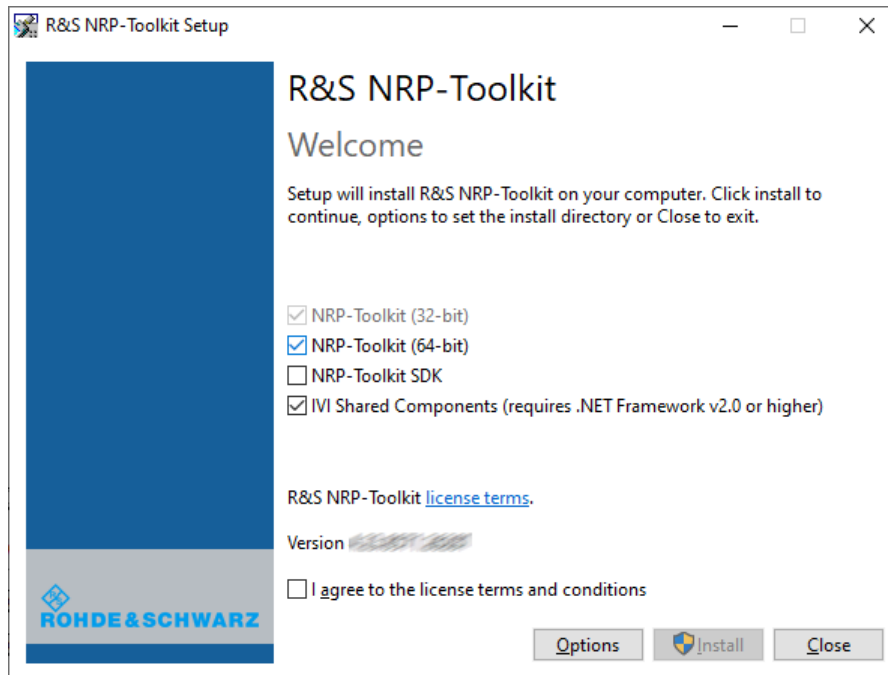 R&S NRP-Toolkit Setup
R&S NRP-Toolkit
Welcome
Setup will install R&S NRP-Toolkit on your computer. Click install to
continue, options to set the install directory or Close to exit.
NRP-Toolkit (32-bit)
NRP-Toolkit (64-bit)
NRP-Toolkit SDK
IVI Shared Components (requires .NET Framework v2.0 or higher)
R&S NRP-Toolkit license terms.
Version
I agree to the license terms and conditions
ROHDE&SCHWARZ
Options Install Close